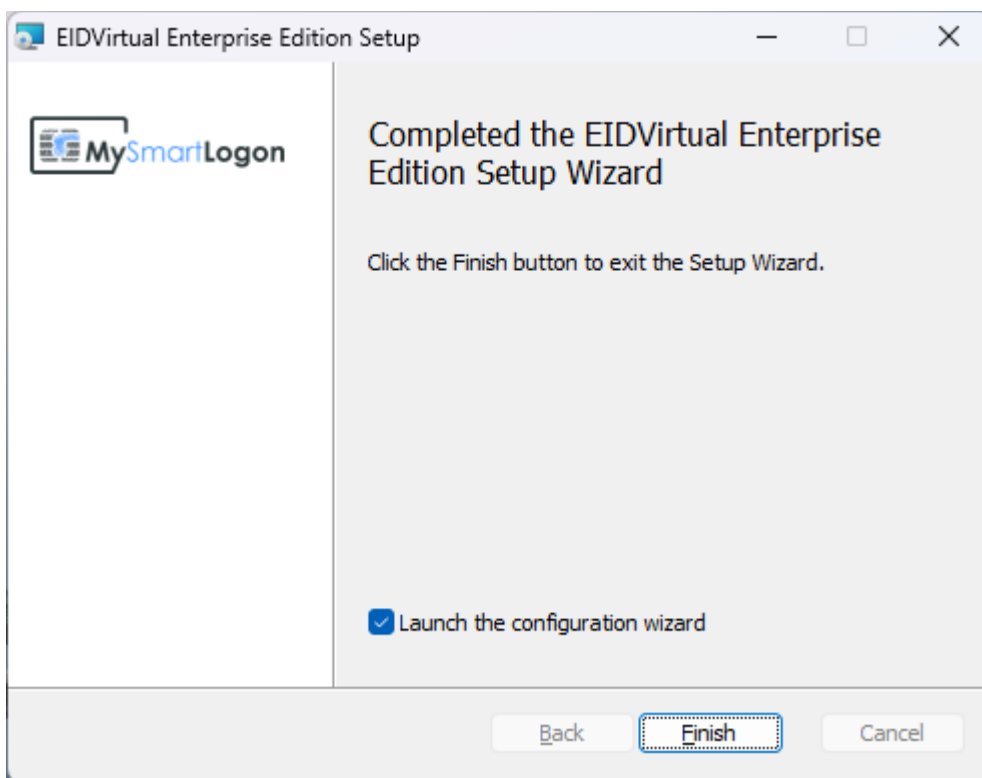 EIDVirtual Enterprise Edition Setup
MySmartLogon
Completed the EIDVirtual Enterprise
Edition Setup Wizard
Click the Finish button to exit the Setup Wizard.
Launch the configuration wizard
Back
Finish
Cancel